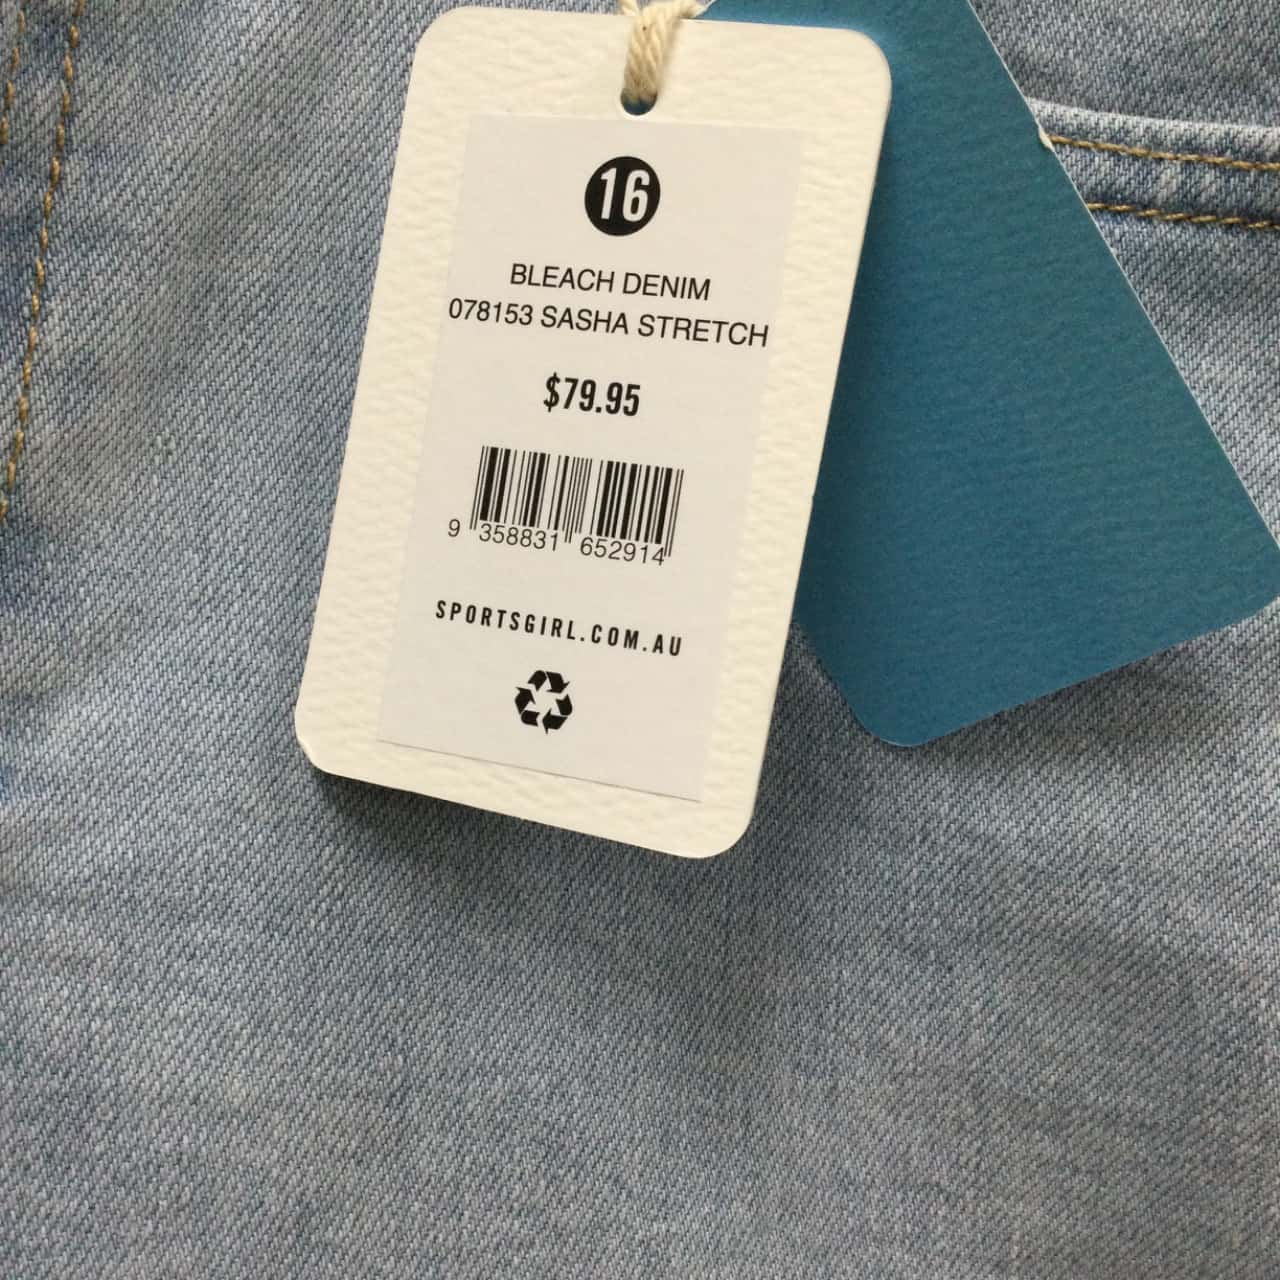 16
BLEACH DENIM
078153 SASHA STRETCH
$79.95
9 358831 652914
SPORTSGIRL.COM.AU